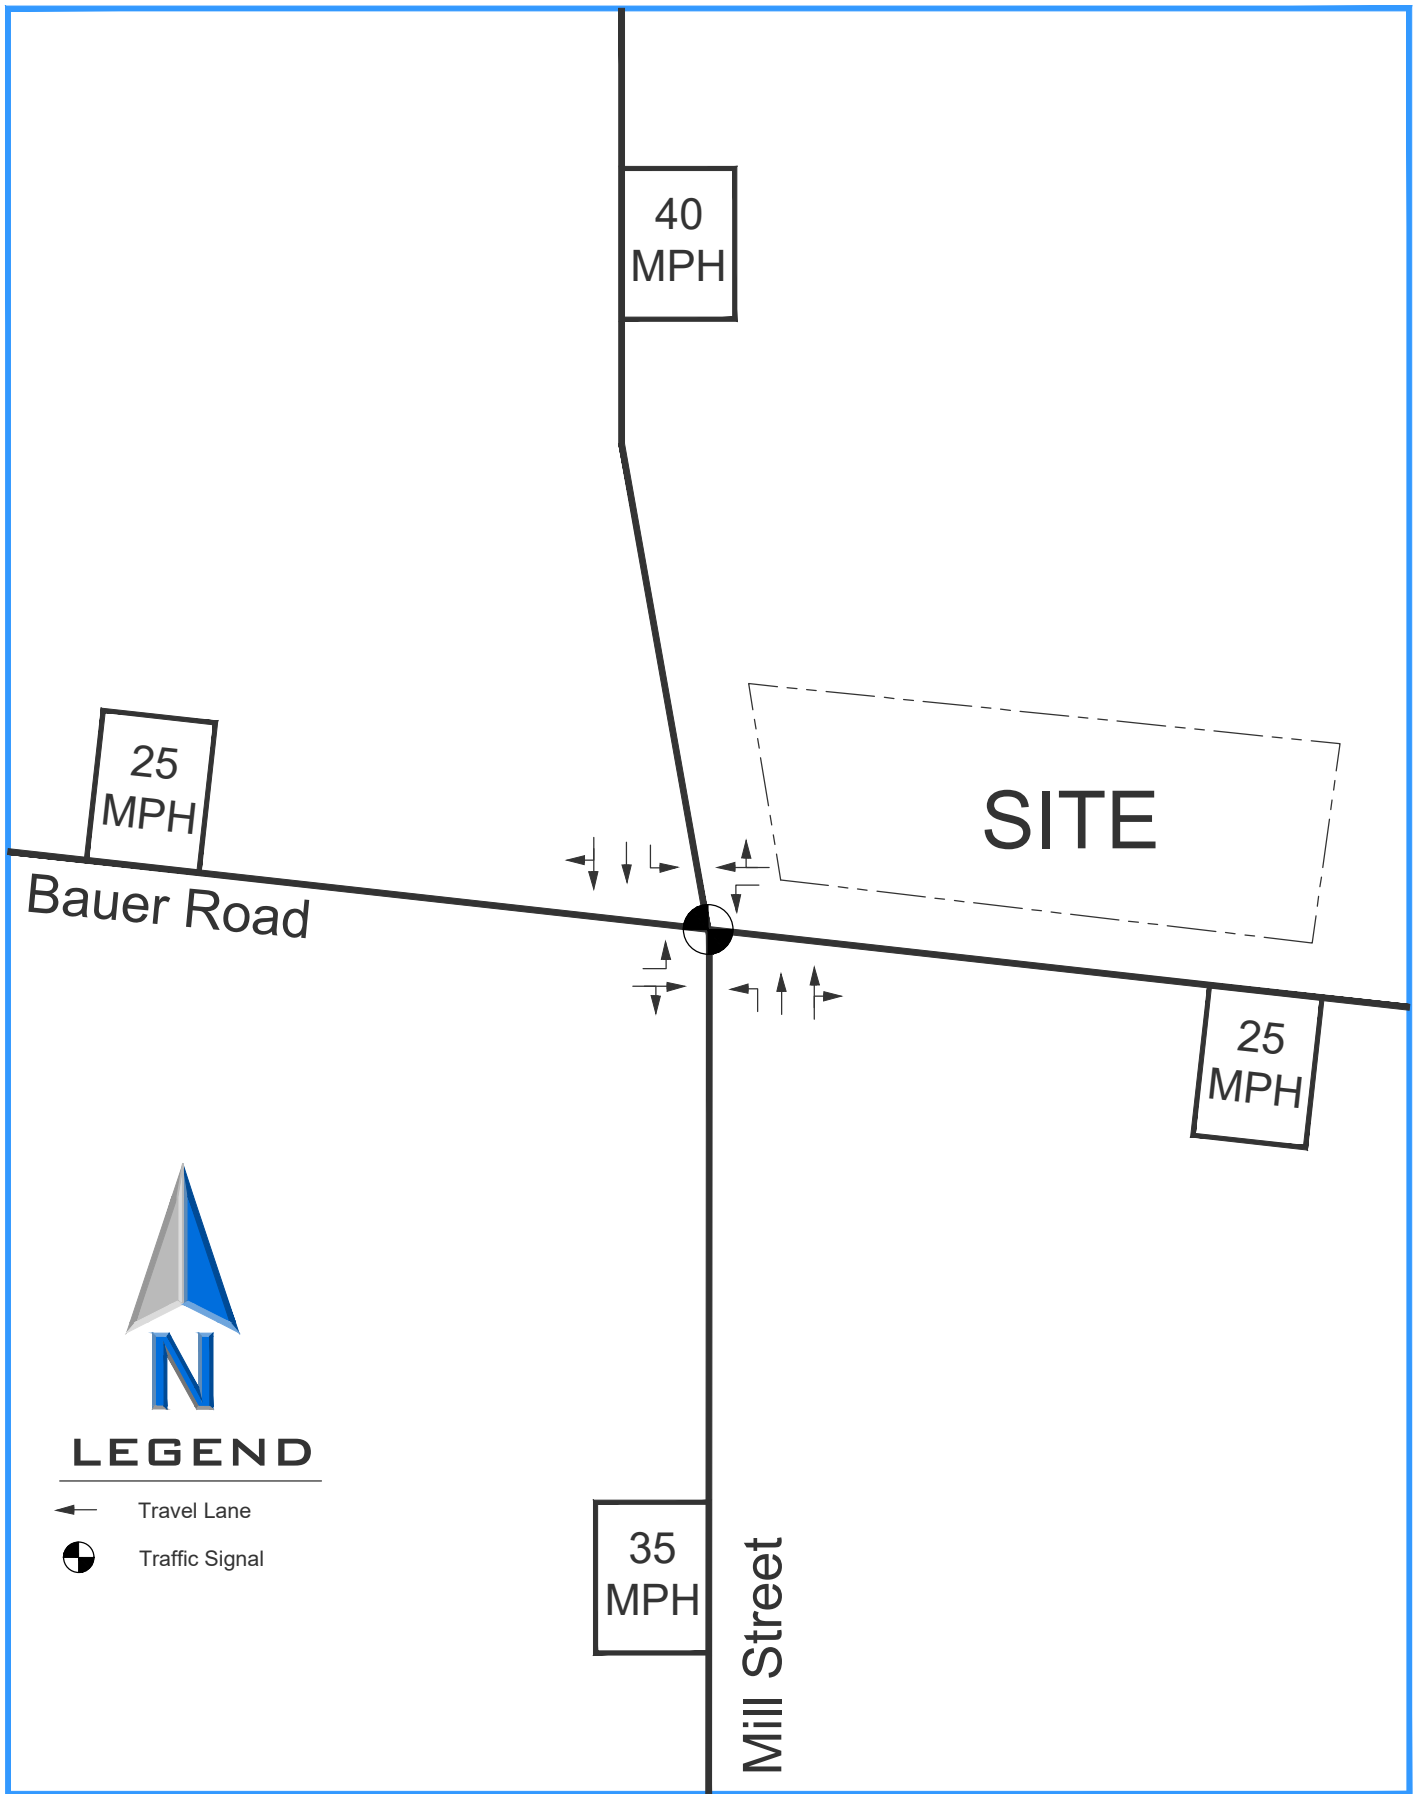 40
MPH
25
MPH
SITE
Bauer Road
25
MPH
N
LEGEND
Travel Lane
Traffic Signal
35
MPH
Mill Street